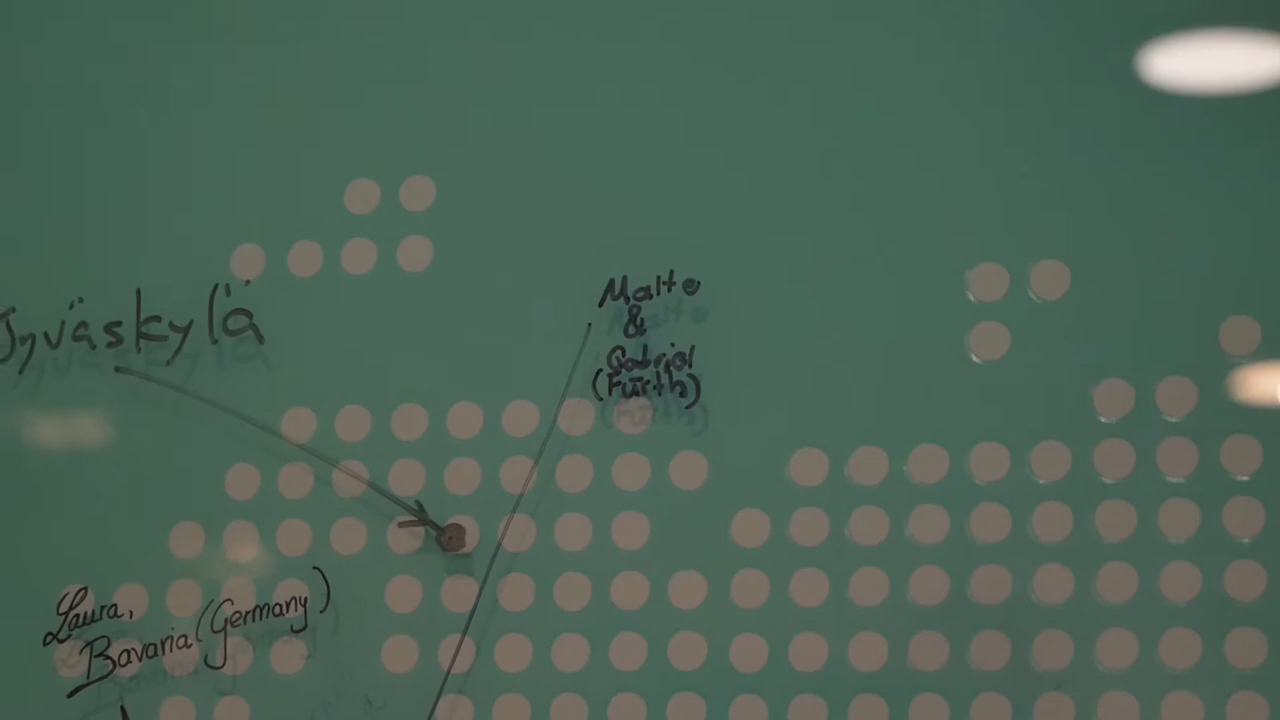 Jyväskylä
Malte
&
Gabriel
(Fürth)
Laura,
Bavaria (Germany)